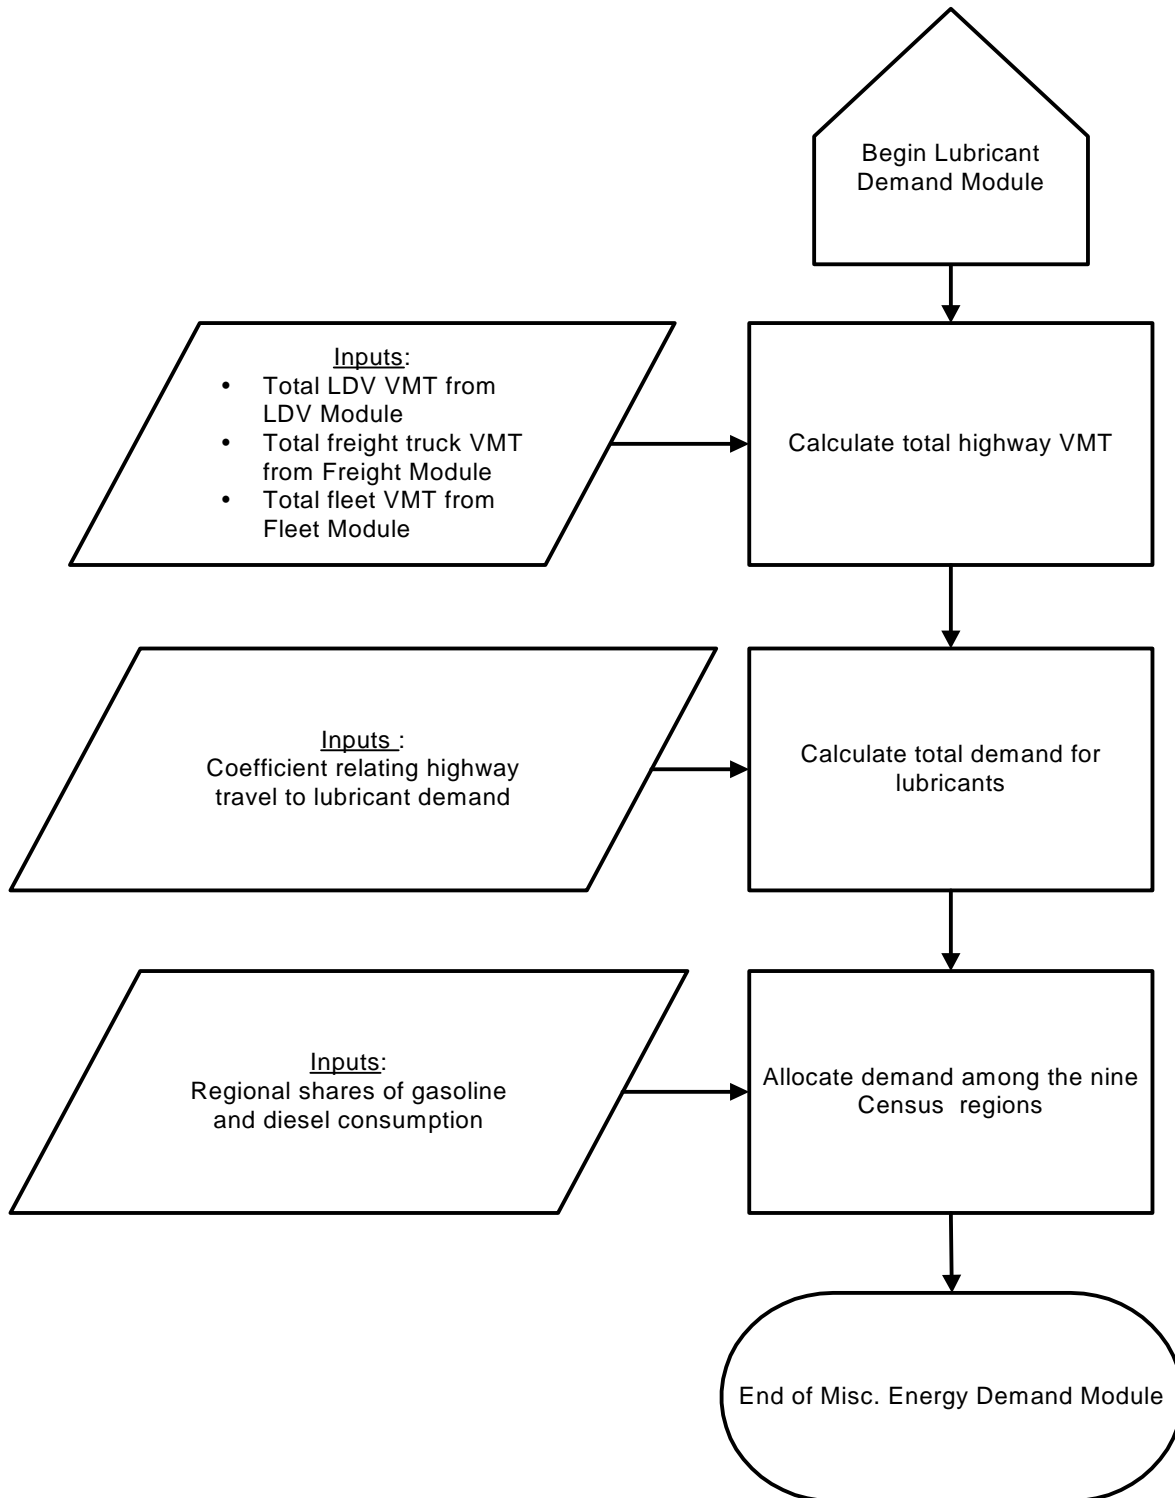 Begin Lubricant
Demand Module
Inputs:
• Total LDV VMT from
LDV Module
• Total freight truck VMT
from Freight Module
• Total fleet VMT from
Fleet Module
Calculate total highway VMT
Inputs :
Coefficient relating highway
travel to lubricant demand
Calculate total demand for
lubricants
Inputs:
Regional shares of gasoline
and diesel consumption
Allocate demand among the nine
Census  regions
End of Misc. Energy Demand Module